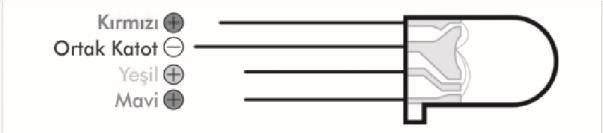 Kırmızı +
Ortak Katot −
Yeşil +
Mavi +